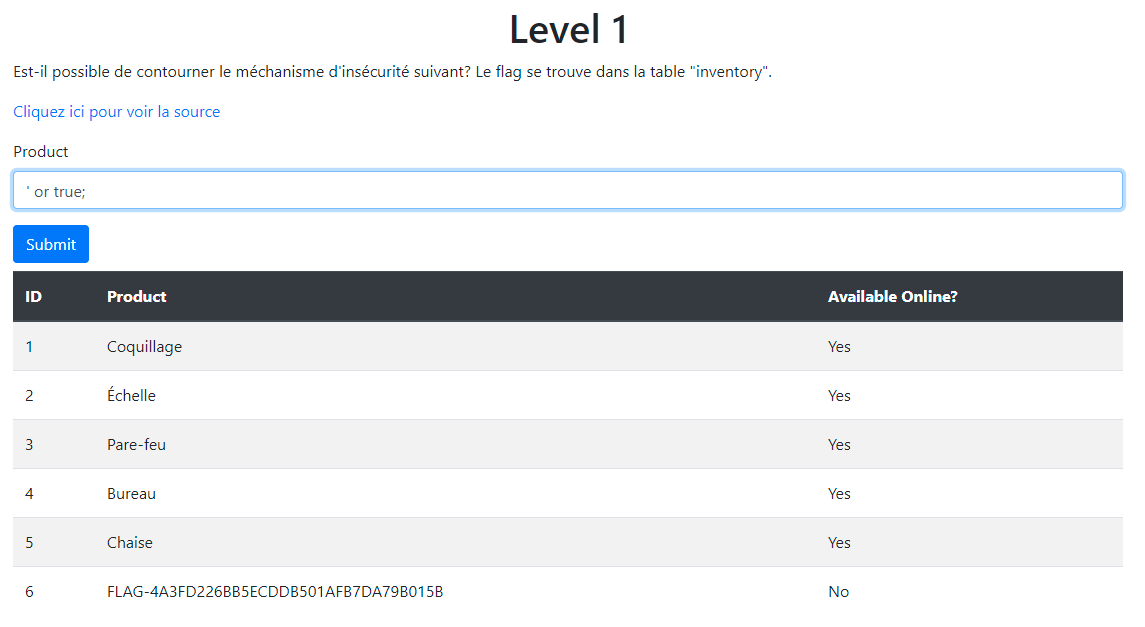 Level 1
Est-il possible de contourner le méchanisme d'insécurité suivant? Le flag se trouve dans la table "inventory".
Cliquez ici pour voir la source
Product
' or true;
Submit
ID Product Available Online?
1 Coquillage Yes
2 Échelle Yes
3 Pare-feu Yes
4 Bureau Yes
5 Chaise Yes
6 FLAG-4A3FD226BB5ECDDB501AFB7DA79B015B No